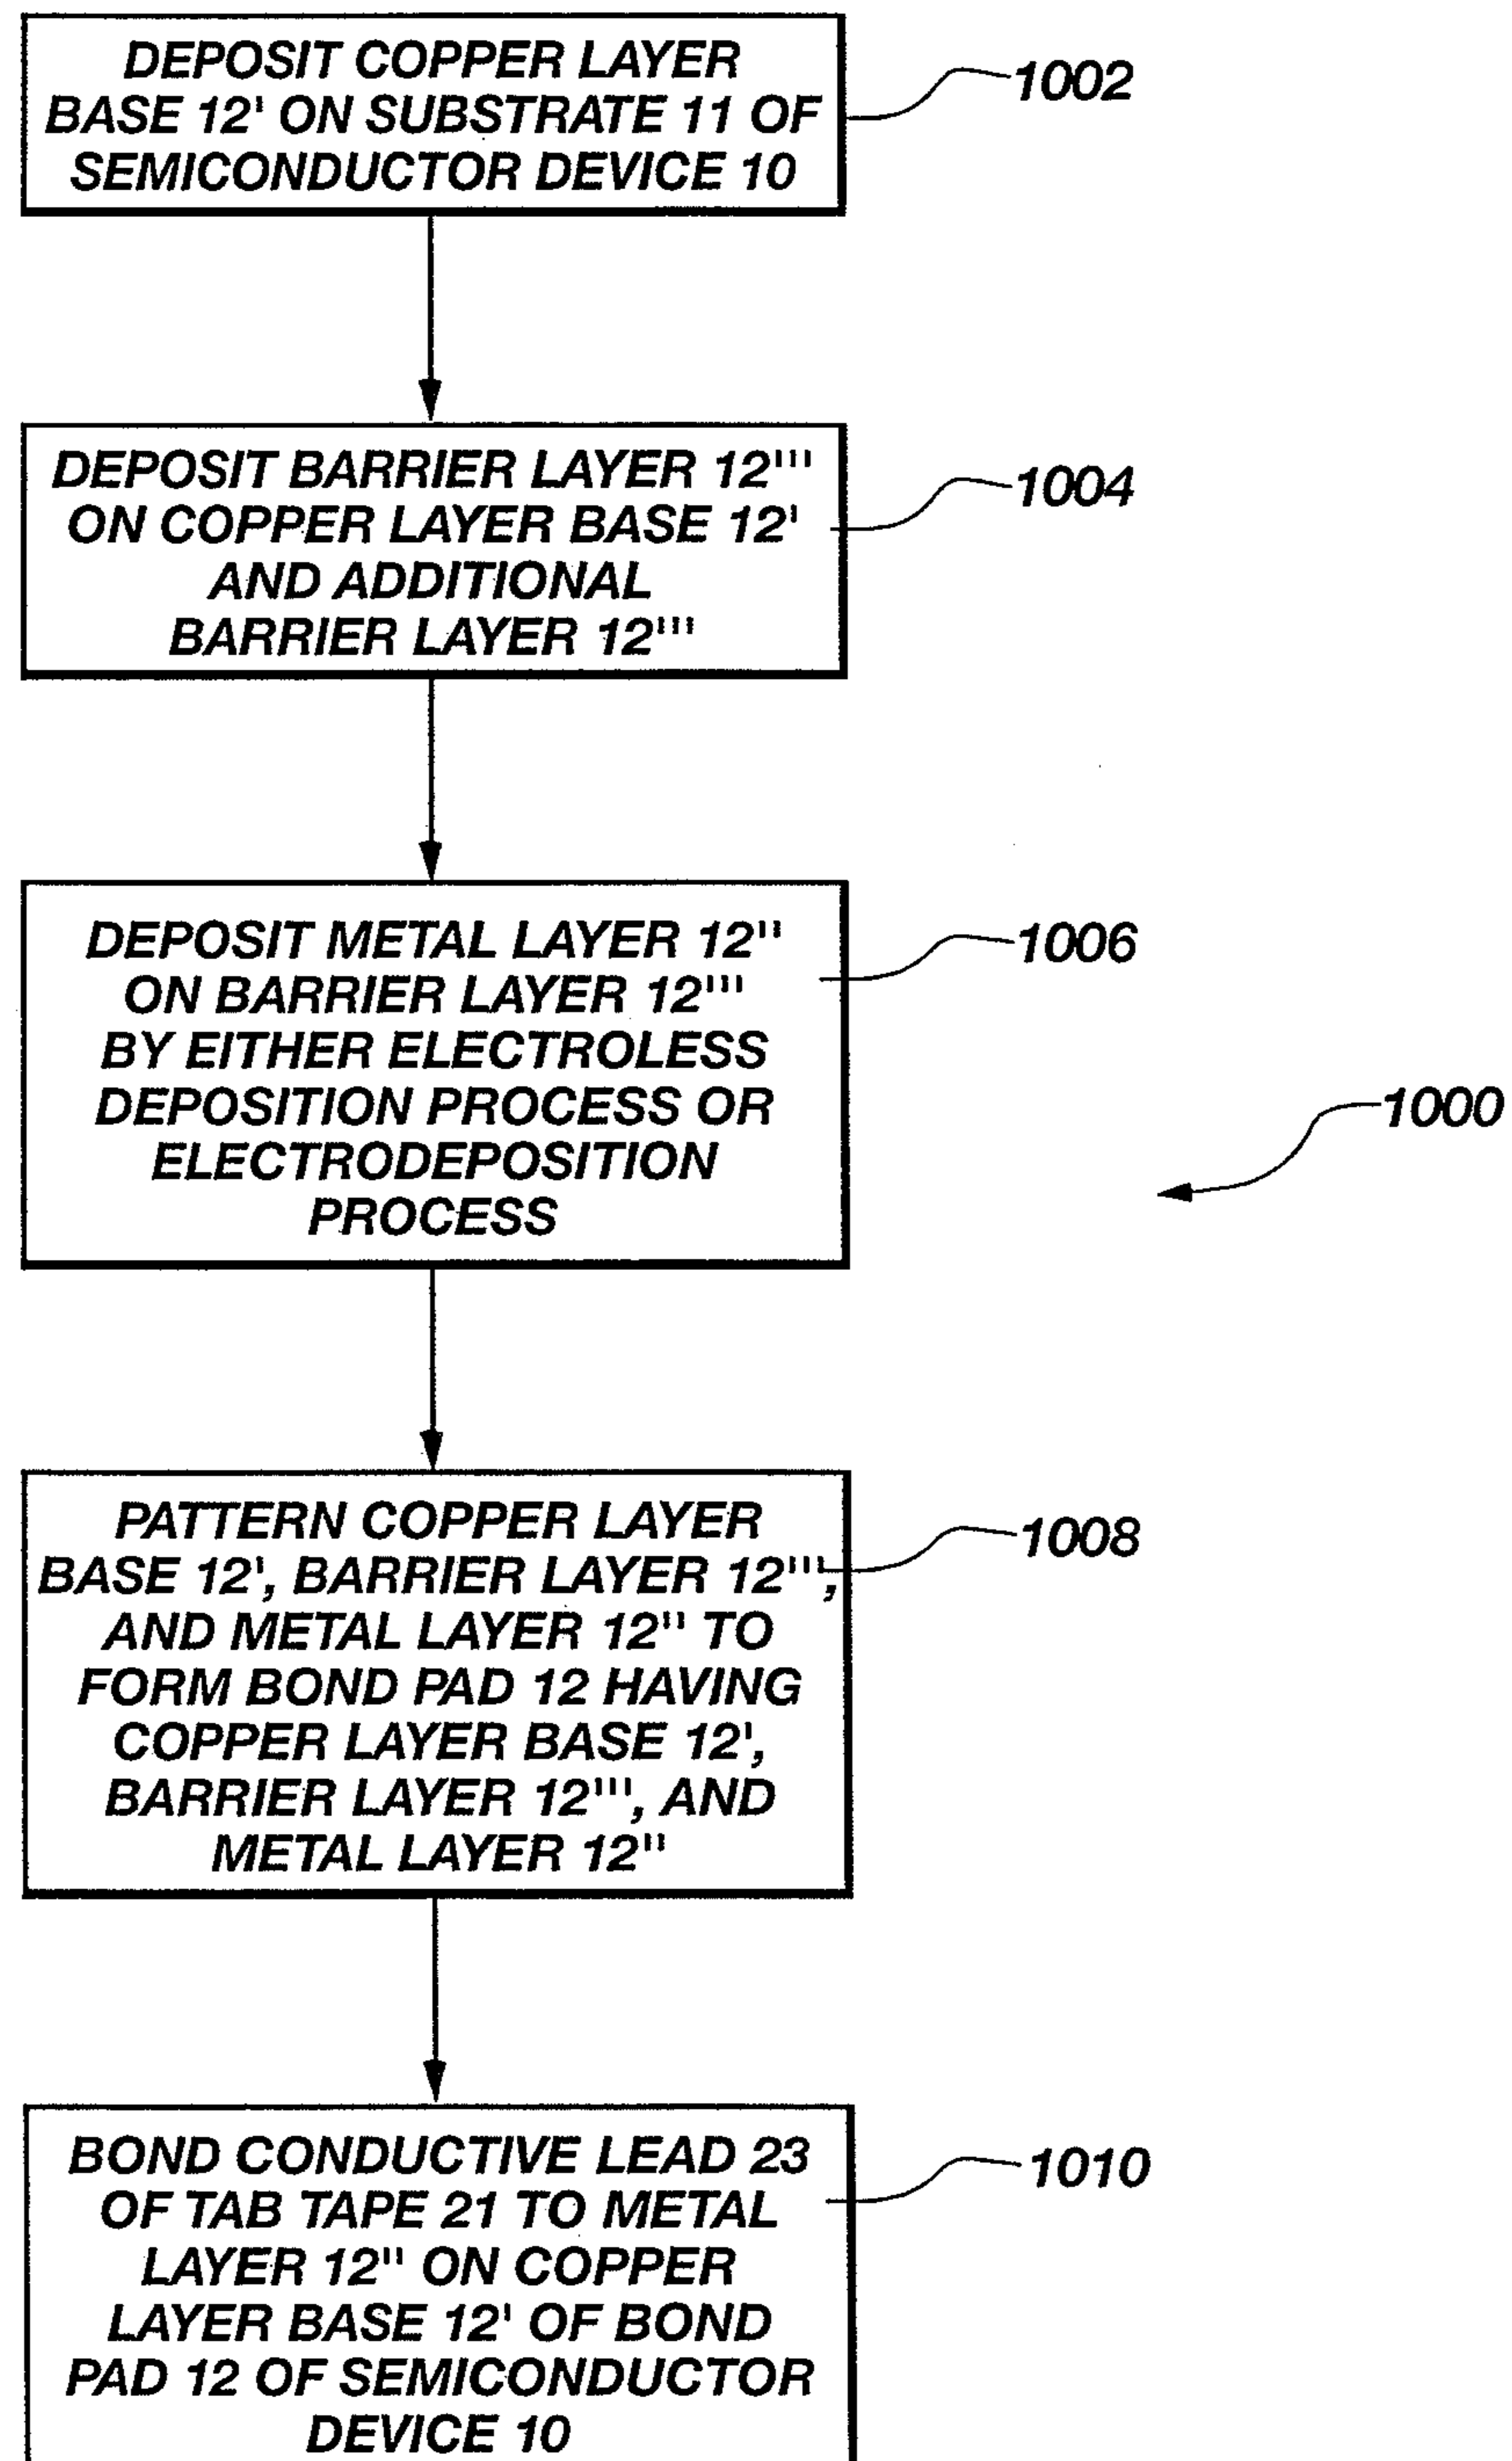 DEPOSIT COPPER LAYER
BASE 12' ON SUBSTRATE 11 OF
SEMICONDUCTOR DEVICE 10
1002
DEPOSIT BARRIER LAYER 12'''
ON COPPER LAYER BASE 12'
AND ADDITIONAL
BARRIER LAYER 12'''
1004
DEPOSIT METAL LAYER 12''
ON BARRIER LAYER 12'''
BY EITHER ELECTROLESS
DEPOSITION PROCESS OR
ELECTRODEPOSITION
PROCESS
1006
1000
PATTERN COPPER LAYER
BASE 12', BARRIER LAYER 12''',
AND METAL LAYER 12'' TO
FORM BOND PAD 12 HAVING
COPPER LAYER BASE 12',
BARRIER LAYER 12''', AND
METAL LAYER 12''
1008
BOND CONDUCTIVE LEAD 23
OF TAB TAPE 21 TO METAL
LAYER 12'' ON COPPER
LAYER BASE 12' OF BOND
PAD 12 OF SEMICONDUCTOR
DEVICE 10
1010